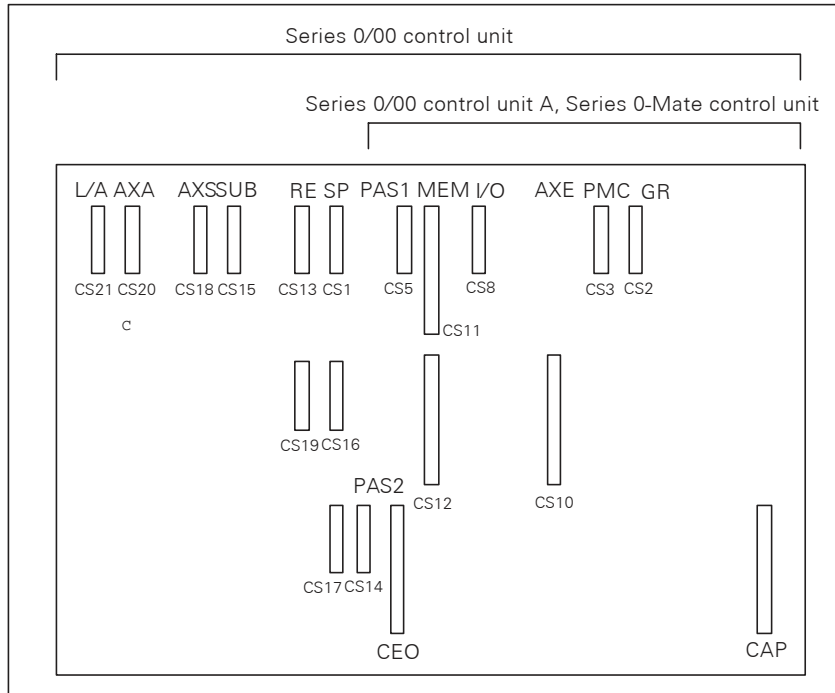 Series 0/00 control unit
Series 0/00 control unit A, Series 0-Mate control unit
L/A AXA AXS SUB RE SP PAS1 MEM I/O AXE PMC GR
CS21 CS20 CS18 CS15 CS13 CS1 CS5 CS8 CS3 CS2
C
CS11
CS19 CS16
PAS2
CS12 CS10
CS17 CS14
CEO CAP